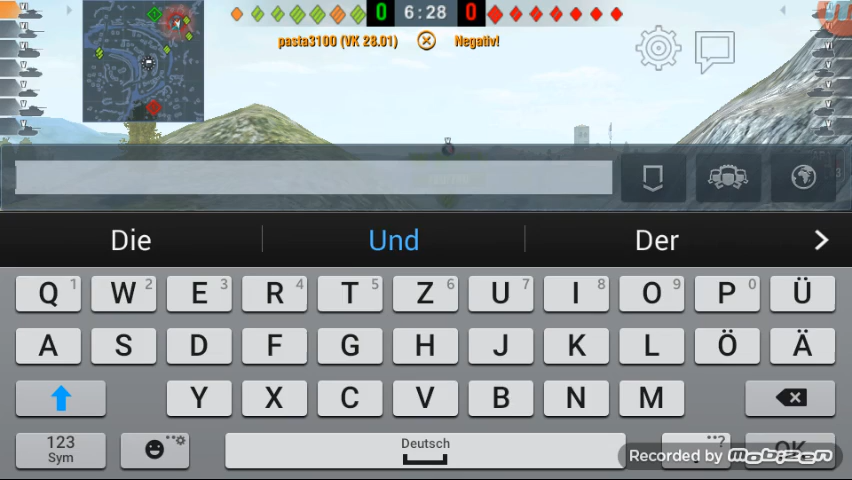 0 6:28 0
pasta3100 (VK 28.01) Negativ!
Die Und Der
Q 1 W 2 E 3 R 4 T 5 Z 6 U 7 I 8 O 9 P 0 Ü
A S D F G H J K L Ö Ä
Y X C V B N M
123 Sym Deutsch ? OK
Recorded by Mobizen